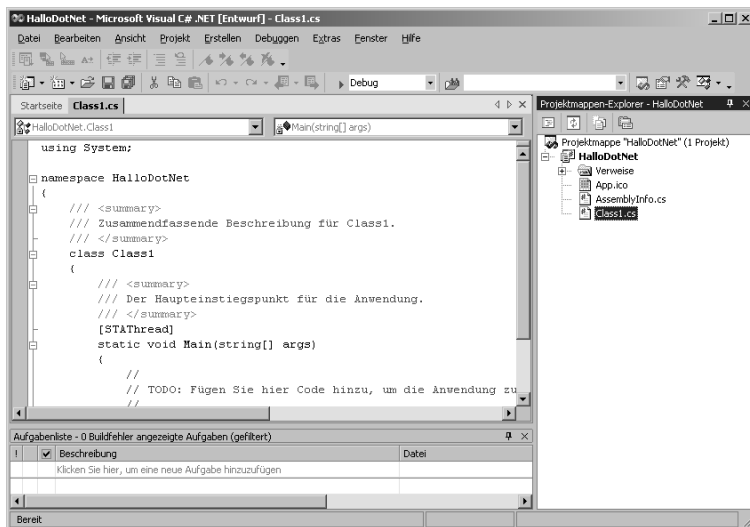 HalloDotNet - Microsoft Visual C# .NET [Entwurf] - Class1.cs
Datei Bearbeiten Ansicht Projekt Erstellen Debuggen Extras Fenster Hilfe
Debug
Startseite Class1.cs
HalloDotNet.Class1 Main(string[] args)
using System;
namespace HalloDotNet
{
/// <summary>
/// Zusammendfassende Beschreibung für Class1.
/// </summary>
class Class1
{
/// <summary>
/// Der Haupteinstiegspunkt für die Anwendung.
/// </summary>
[STAThread]
static void Main(string[] args)
{
//
// TODO: Fügen Sie hier Code hinzu, um die Anwendung zu
//
Projektmappen-Explorer - HalloDotNet
Projektmappe "HalloDotNet" (1 Projekt)
HalloDotNet
Verweise
App.ico
AssemblyInfo.cs
Class1.cs
Aufgabenliste - 0 Buildfehler angezeigte Aufgaben (gefiltert)
! Beschreibung Datei
Klicken Sie hier, um eine neue Aufgabe hinzuzufügen
Bereit